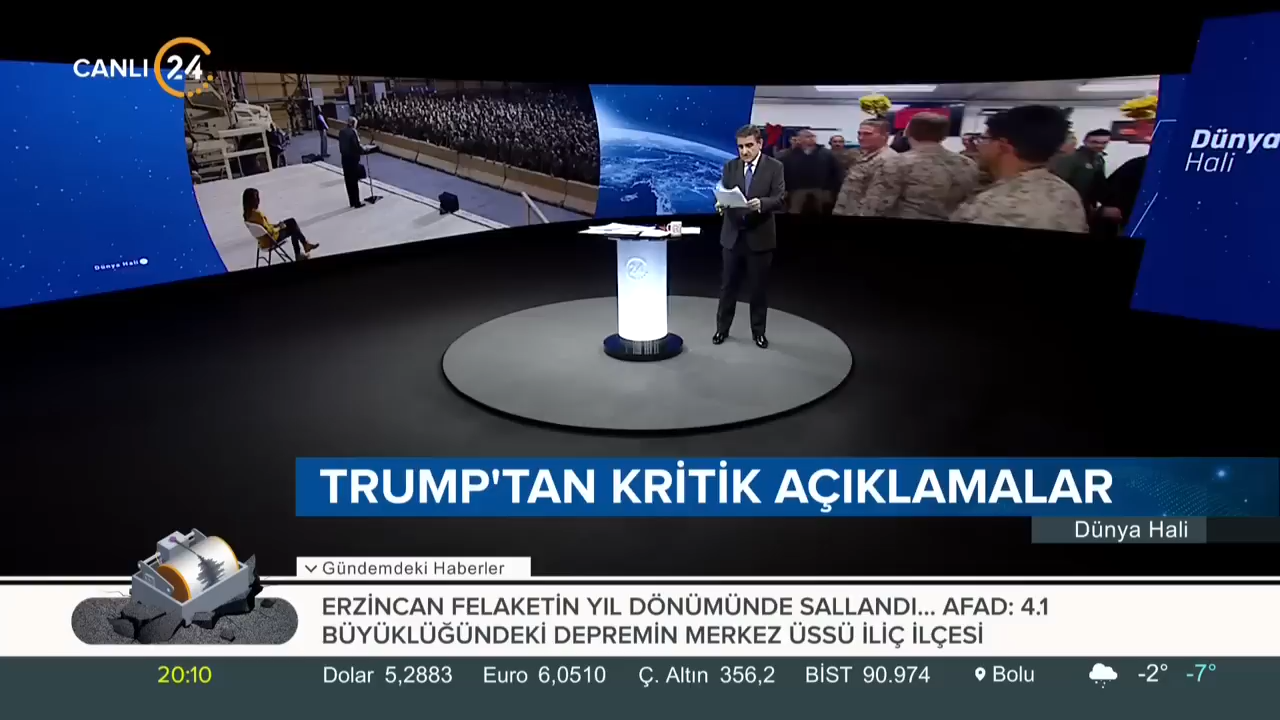 CANLI 24
Dünya
Hali
Dünya Hali
24
TRUMP'TAN KRİTİK AÇIKLAMALAR
Dünya Hali
Gündemdeki Haberler
ERZİNCAN FELAKETİN YIL DÖNÜMÜNDE SALLANDI... AFAD: 4.1
BÜYÜKLÜĞÜNDEKİ DEPREMİN MERKEZ ÜSSÜ İLİÇ İLÇESİ
20:10 Dolar 5,2883 Euro 6,0510 Ç. Altın 356,2 BİST 90.974 Bolu -2° -7°